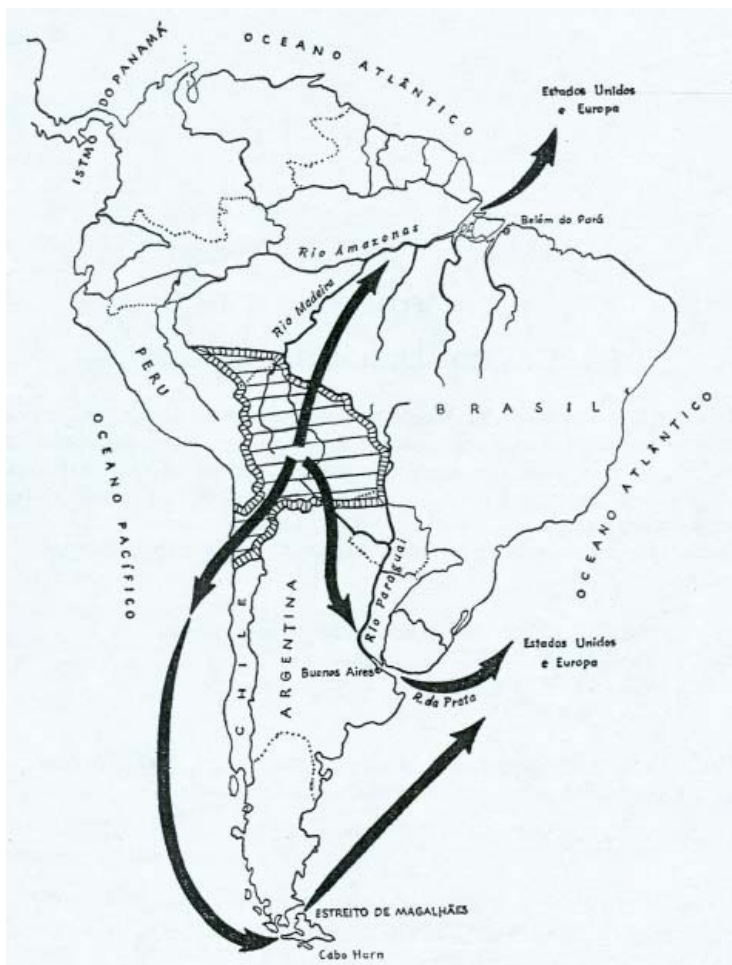 OCEANO ATLÂNTICO
ISTMO DO PANAMÁ
Estados Unidos
e Europa
Belém do Pará
Rio Amazonas
Rio Madeira
PERU
BRASIL
OCEANO PACÍFICO
OCEANO ATLÂNTICO
Rio Paraguai
CHILE
ARGENTINA
Buenos Aires
R. da Prata
Estados Unidos
e Europa
ESTREITO DE MAGALHÃES
Cabo Horn